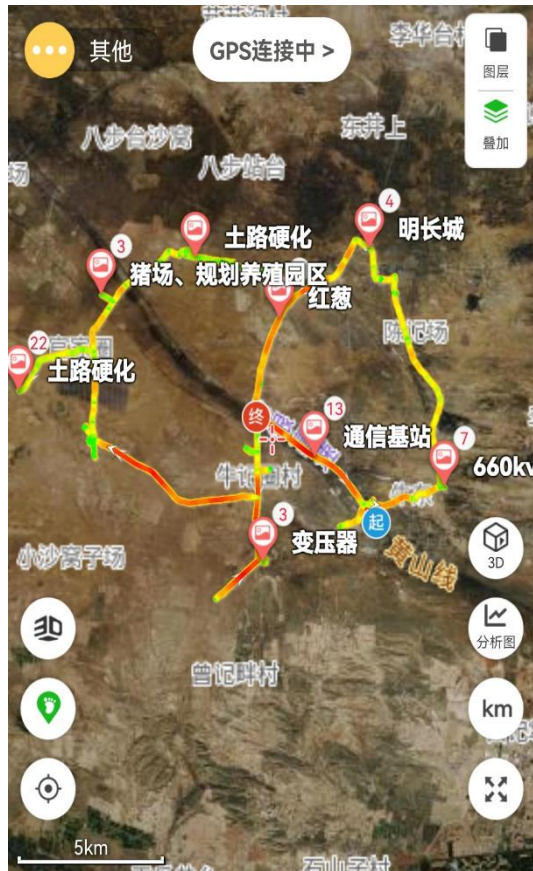 其他
GPS连接中 >
李华台村
图层
叠加
八步台沙窝
东井上
八步站台
场
4
明长城
土路硬化
3
猪场、规划养殖园区
红葱
陈记场
22
土路硬化
终
13
通信基站
7
660kv
牛记圈村
起
变压器
3
黄山线
小沙窝子场
3D
3D
分析图
曾记畔村
km
5km
石山子村